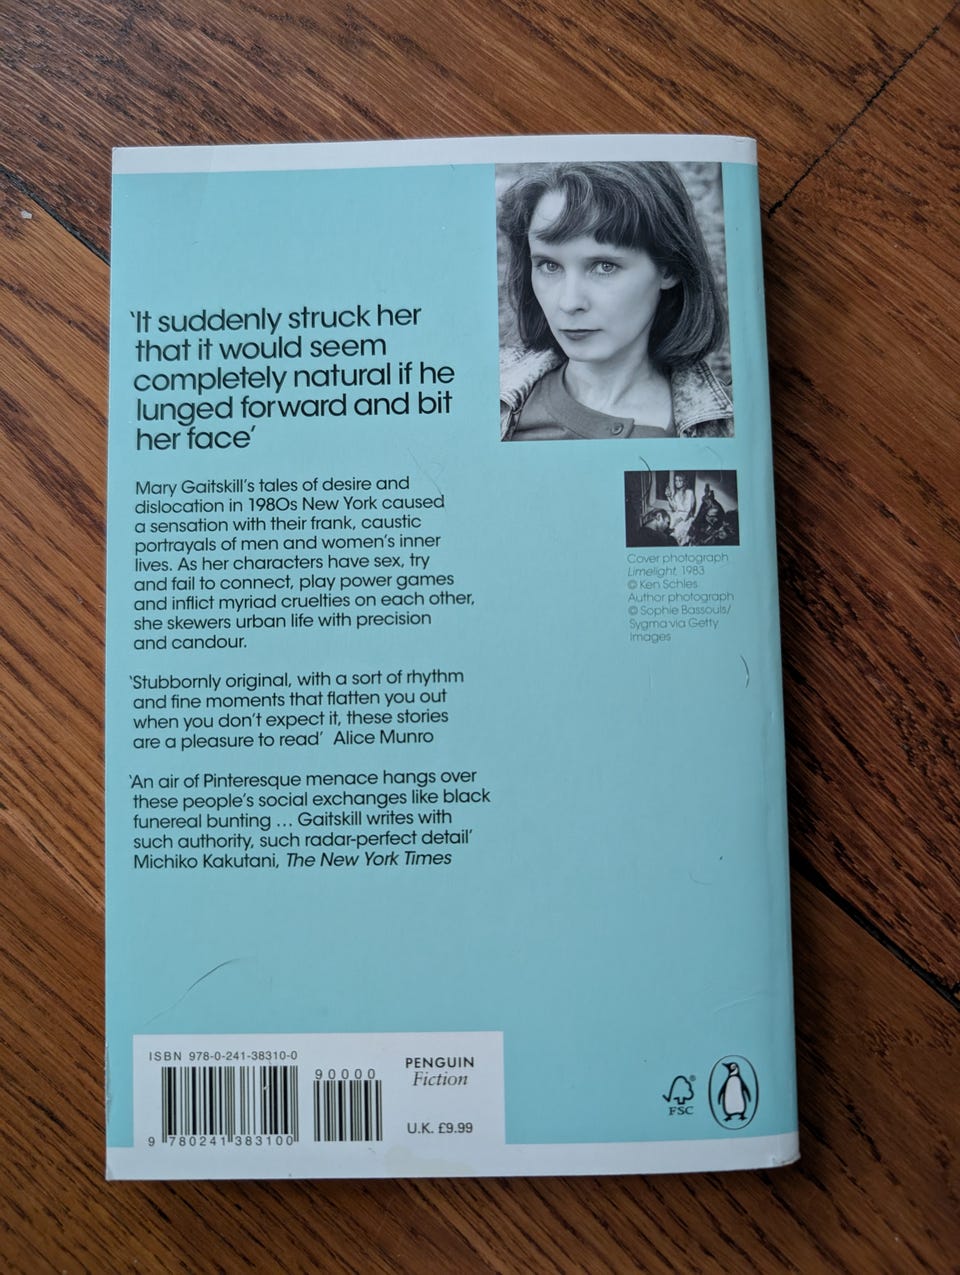 ‘It suddenly struck her
that it would seem
completely natural if he
lunged forward and bit
her face’
Mary Gaitskill’s tales of desire and
dislocation in 1980s New York caused
a sensation with their frank, caustic
portrayals of men and women’s inner
lives. As her characters have sex, try
and fail to connect, play power games
and inflict myriad cruelties on each other,
she skewers urban life with precision
and candour.
‘Stubbornly original, with a sort of rhythm
and fine moments that flatten you out
when you don’t expect it, these stories
are a pleasure to read’ Alice Munro
‘An air of Pinteresque menace hangs over
these people’s social exchanges like black
funereal bunting ... Gaitskill writes with
such authority, such radar-perfect detail’
Michiko Kakutani, The New York Times
Cover photograph
Limelight, 1983
© Ken Schles
Author photograph
© Sophie Bassouls/
Sygma via Getty
Images
ISBN 978-0-241-38310-0
90000
9 780241 383100
PENGUIN
Fiction
U.K. £9.99
FSC
®